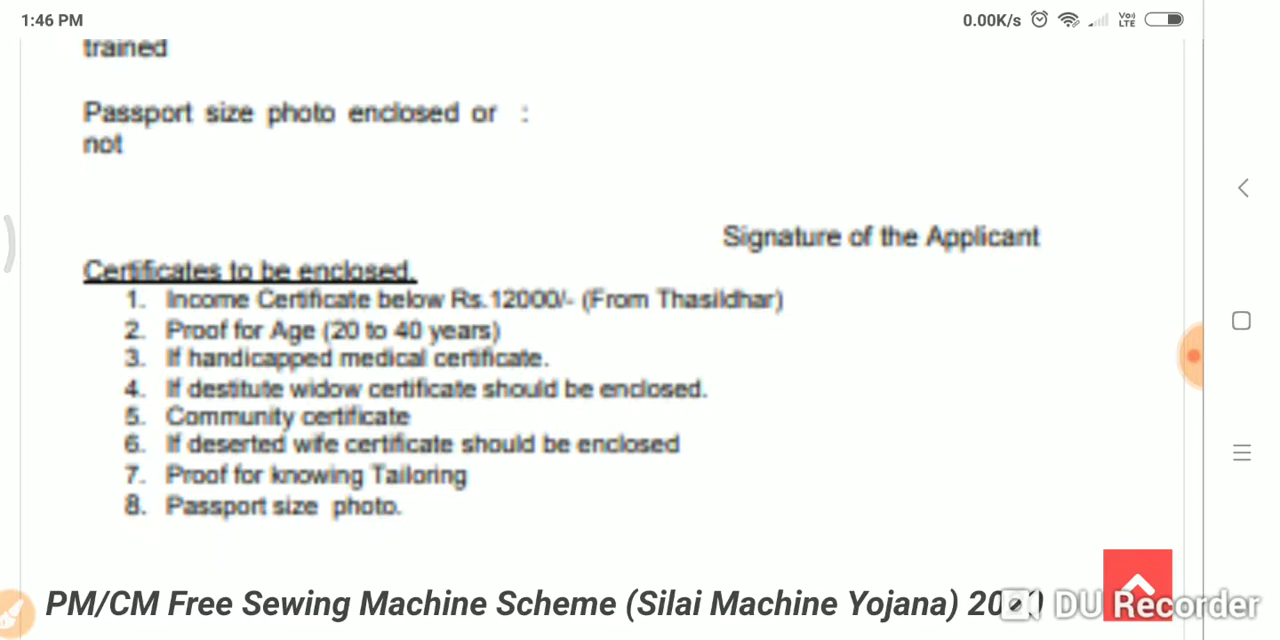 1:46 PM
0.00K/s
Vo)) LTE
trained
Passport size photo enclosed or :
not
Signature of the Applicant
Certificates to be enclosed.
1. Income Certificate below Rs.12000/- (From Thasildhar)
2. Proof for Age (20 to 40 years)
3. If handicapped medical certificate.
4. If destitute widow certificate should be enclosed.
5. Community certificate
6. If deserted wife certificate should be enclosed
7. Proof for knowing Tailoring
8. Passport size photo.
PM/CM Free Sewing Machine Scheme (Silai Machine Yojana)
DU Recorder